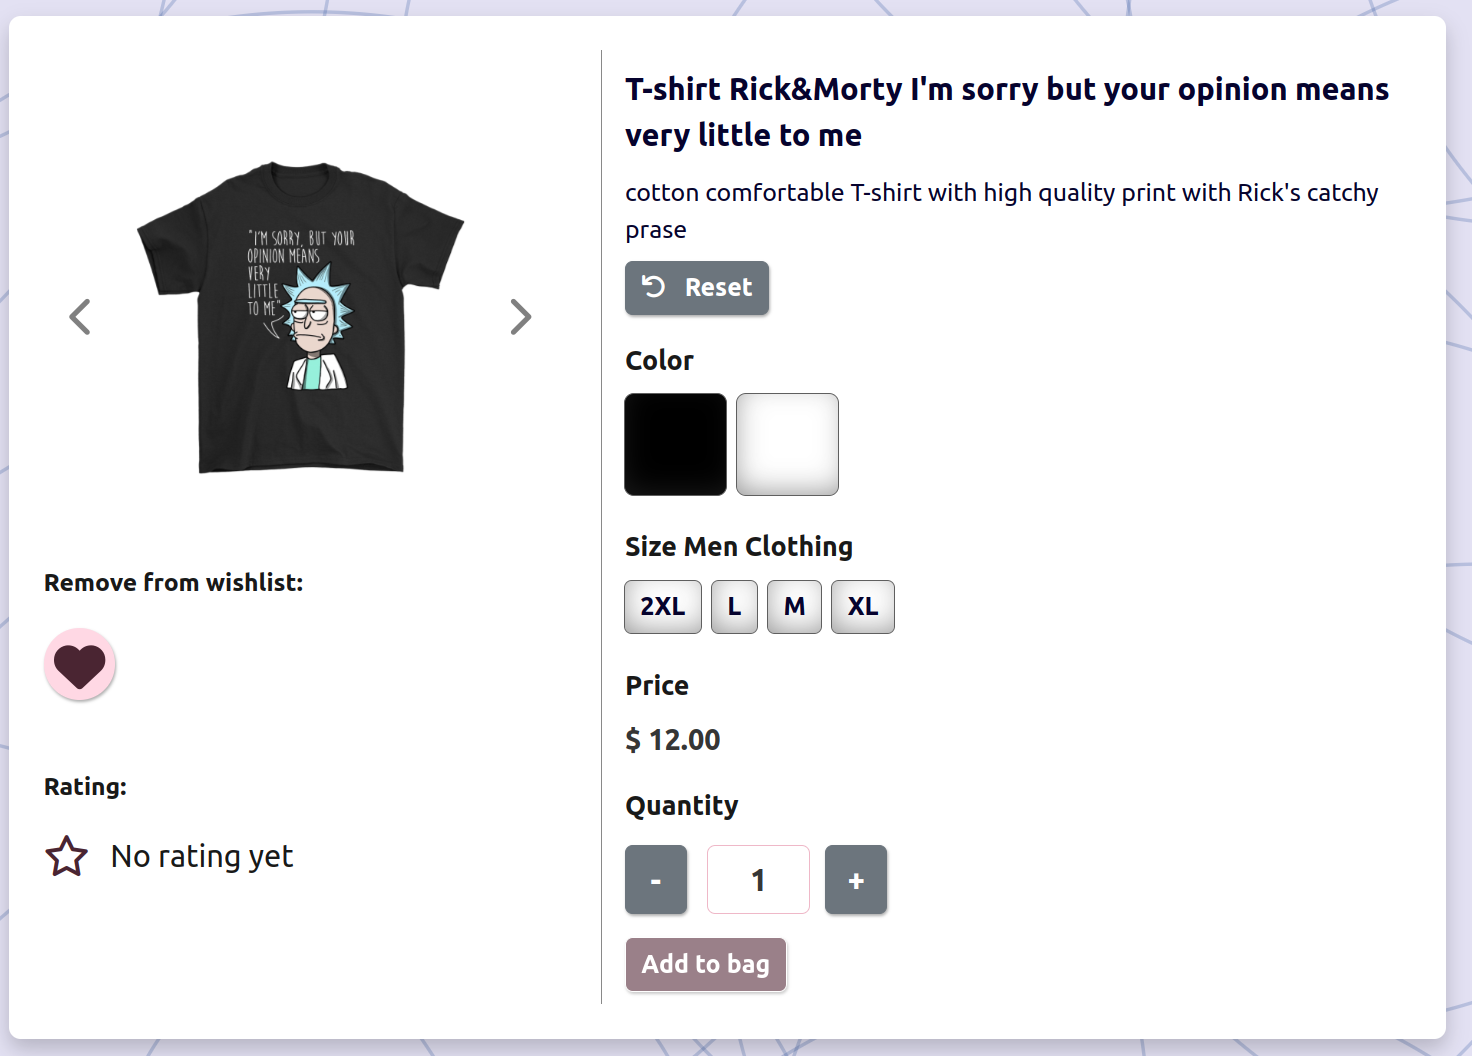 "I'M SORRY, BUT YOUR
OPINION MEANS
VERY
LITTLE
TO ME"
Remove from wishlist:
Rating:
No rating yet
T-shirt Rick&Morty I'm sorry but your opinion means
very little to me
cotton comfortable T-shirt with high quality print with Rick's catchy
prase
Reset
Color
Size Men Clothing
2XL L M XL
Price
$ 12.00
Quantity
- 1 +
Add to bag